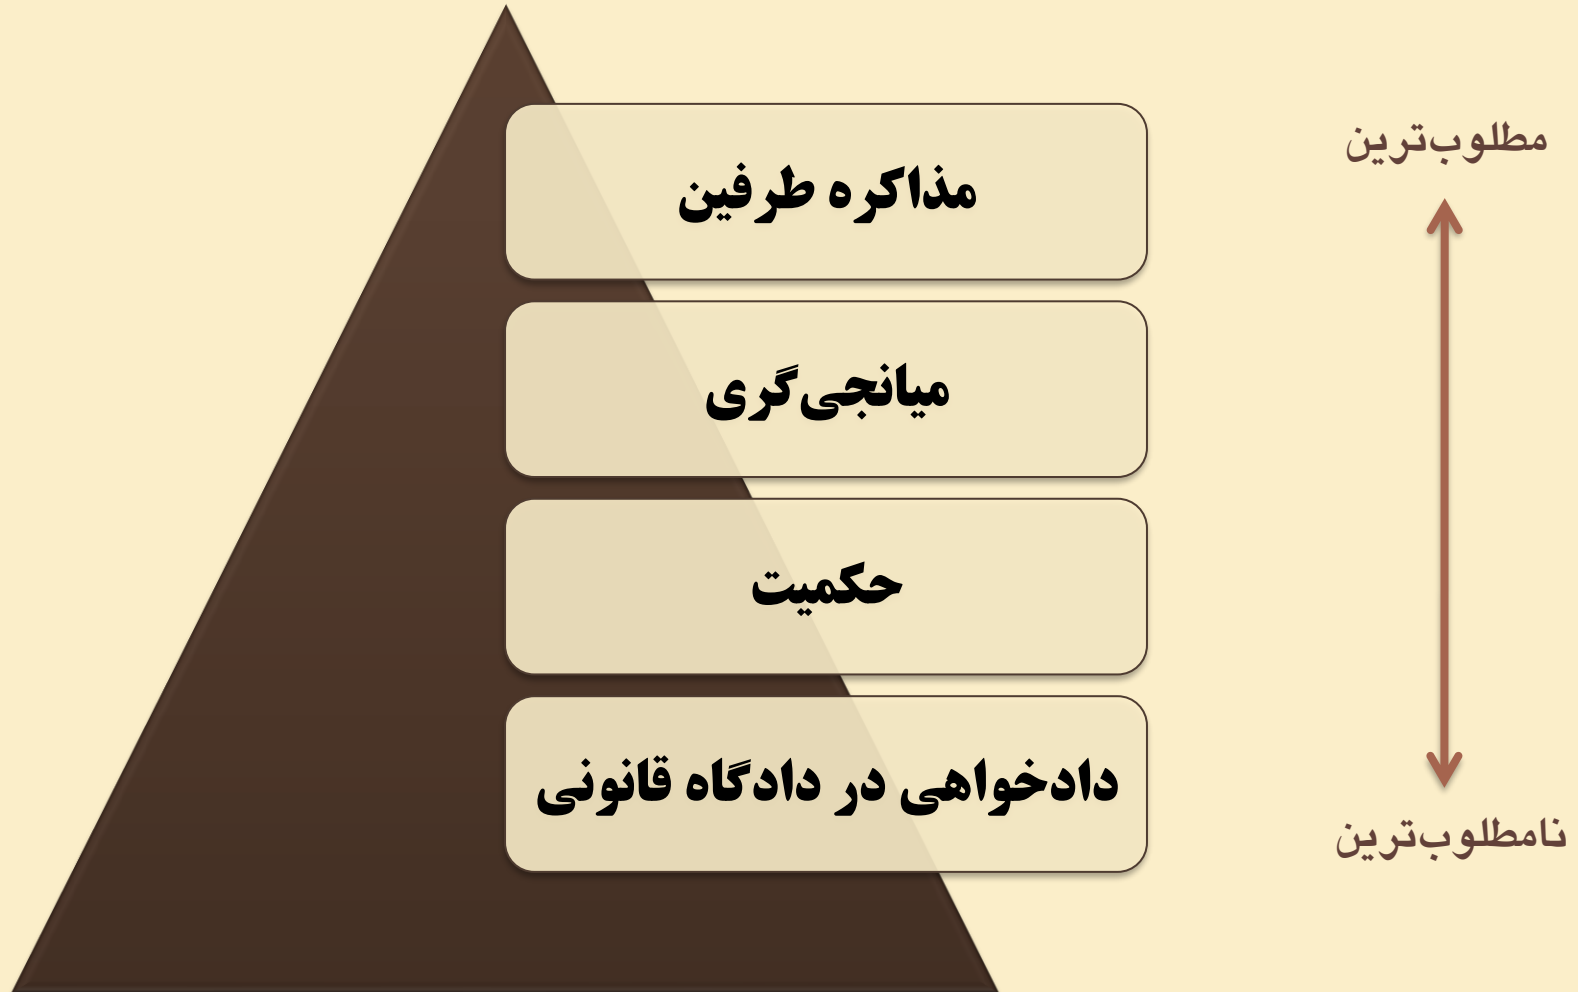 مطلوب‌ترین
مذاکره طرفین
میانجی‌گری
حکمیت
دادخواهی در دادگاه قانونی
نامطلوب‌ترین